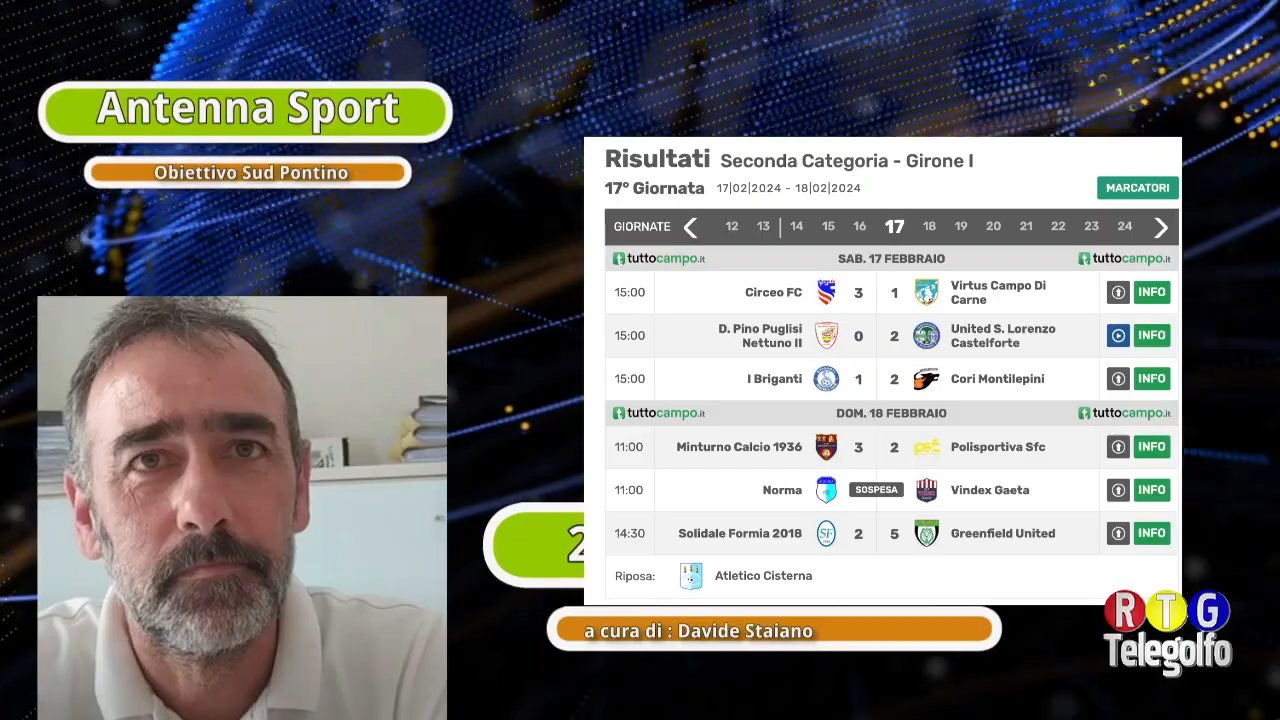 Antenna Sport
Obiettivo Sud Pontino
Risultati Seconda Categoria - Girone I
17° Giornata 17|02|2024 - 18|02|2024
MARCATORI
GIORNATE 12 13 14 15 16 17 18 19 20 21 22 23 24
tuttocampo.it SAB. 17 FEBBRAIO tuttocampo.it
15:00 Circeo FC 3 1 Virtus Campo Di
Carne
INFO
15:00 D. Pino Puglisi
Nettuno II
0 2 United S. Lorenzo
Castelforte
INFO
15:00 I Briganti 1 2 Cori Montilepini INFO
tuttocampo.it DOM. 18 FEBBRAIO tuttocampo.it
11:00 Minturno Calcio 1936 3 2 Polisportiva Sfc INFO
11:00 Norma SOSPESA Vindex Gaeta INFO
14:30 Solidale Formia 2018 2 5 Greenfield United INFO
Riposa: Atletico Cisterna
2
a cura di : Davide Staiano
RTG
Telegolfo